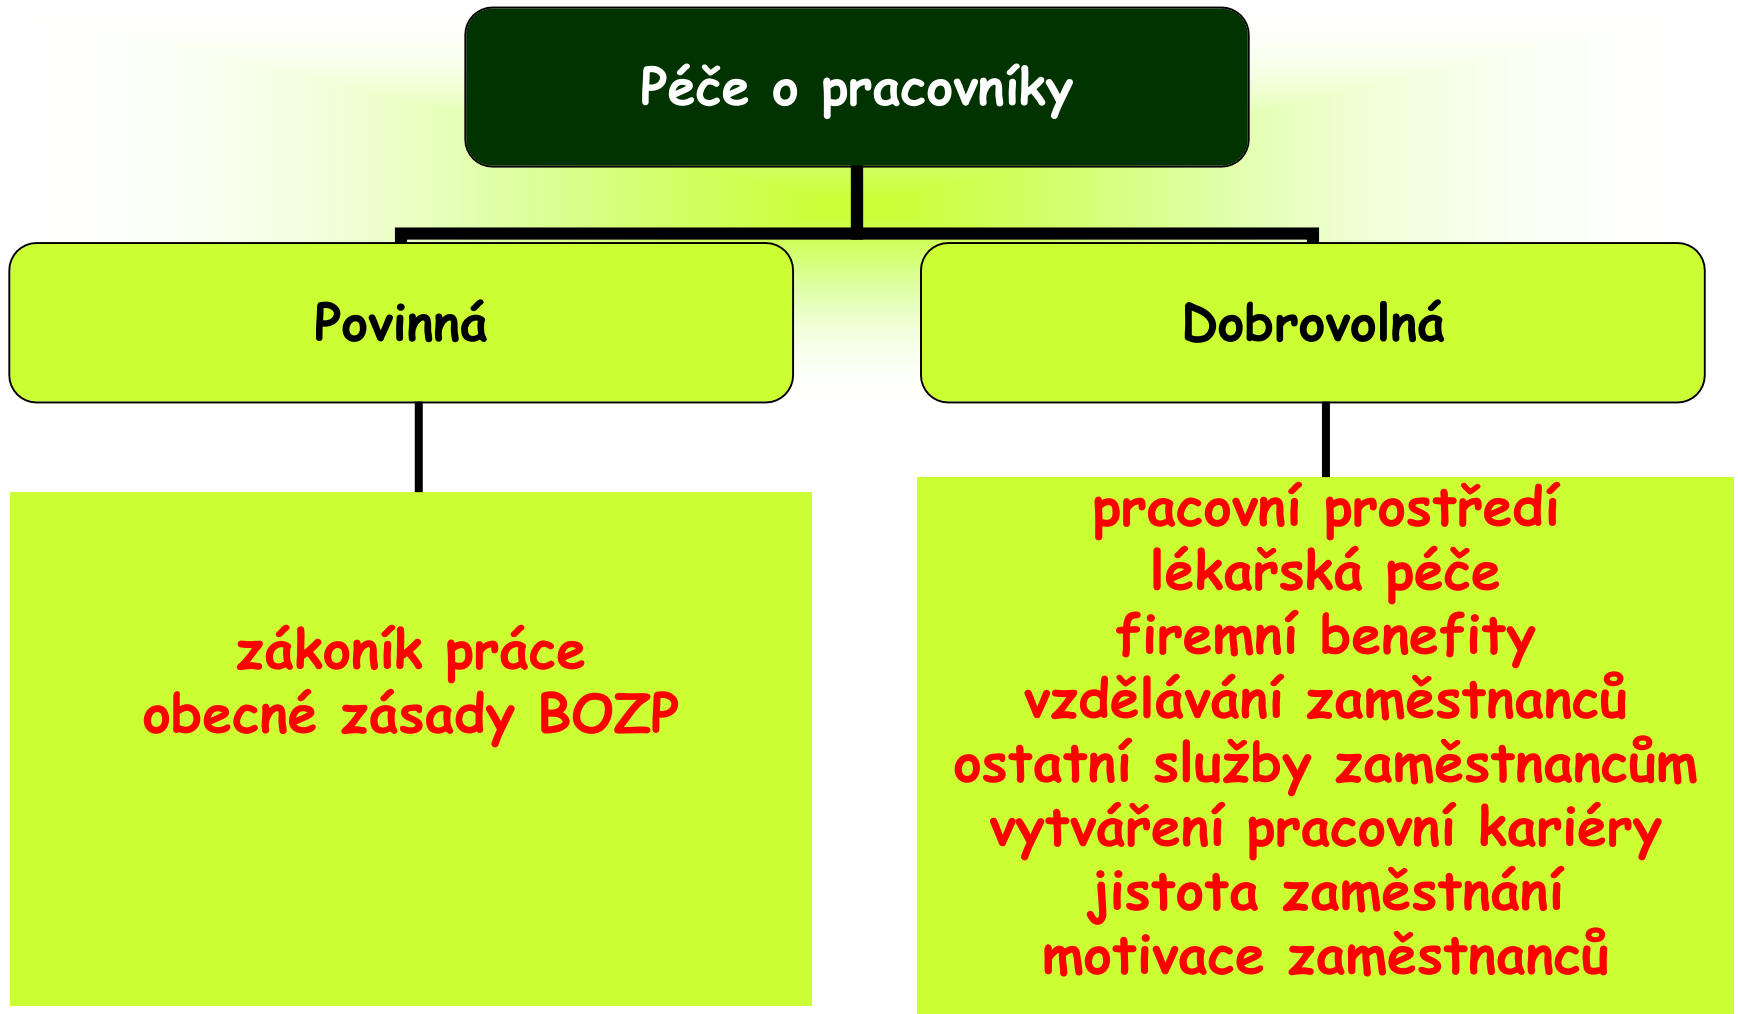 Péče o pracovníky
Povinná
Dobrovolná
zákoník práce
obecné zásady BOZP
pracovní prostředí
lékařská péče
firemní benefity
vzdělávání zaměstnanců
ostatní služby zaměstnancům
vytváření pracovní kariéry
jistota zaměstnání
motivace zaměstnanců